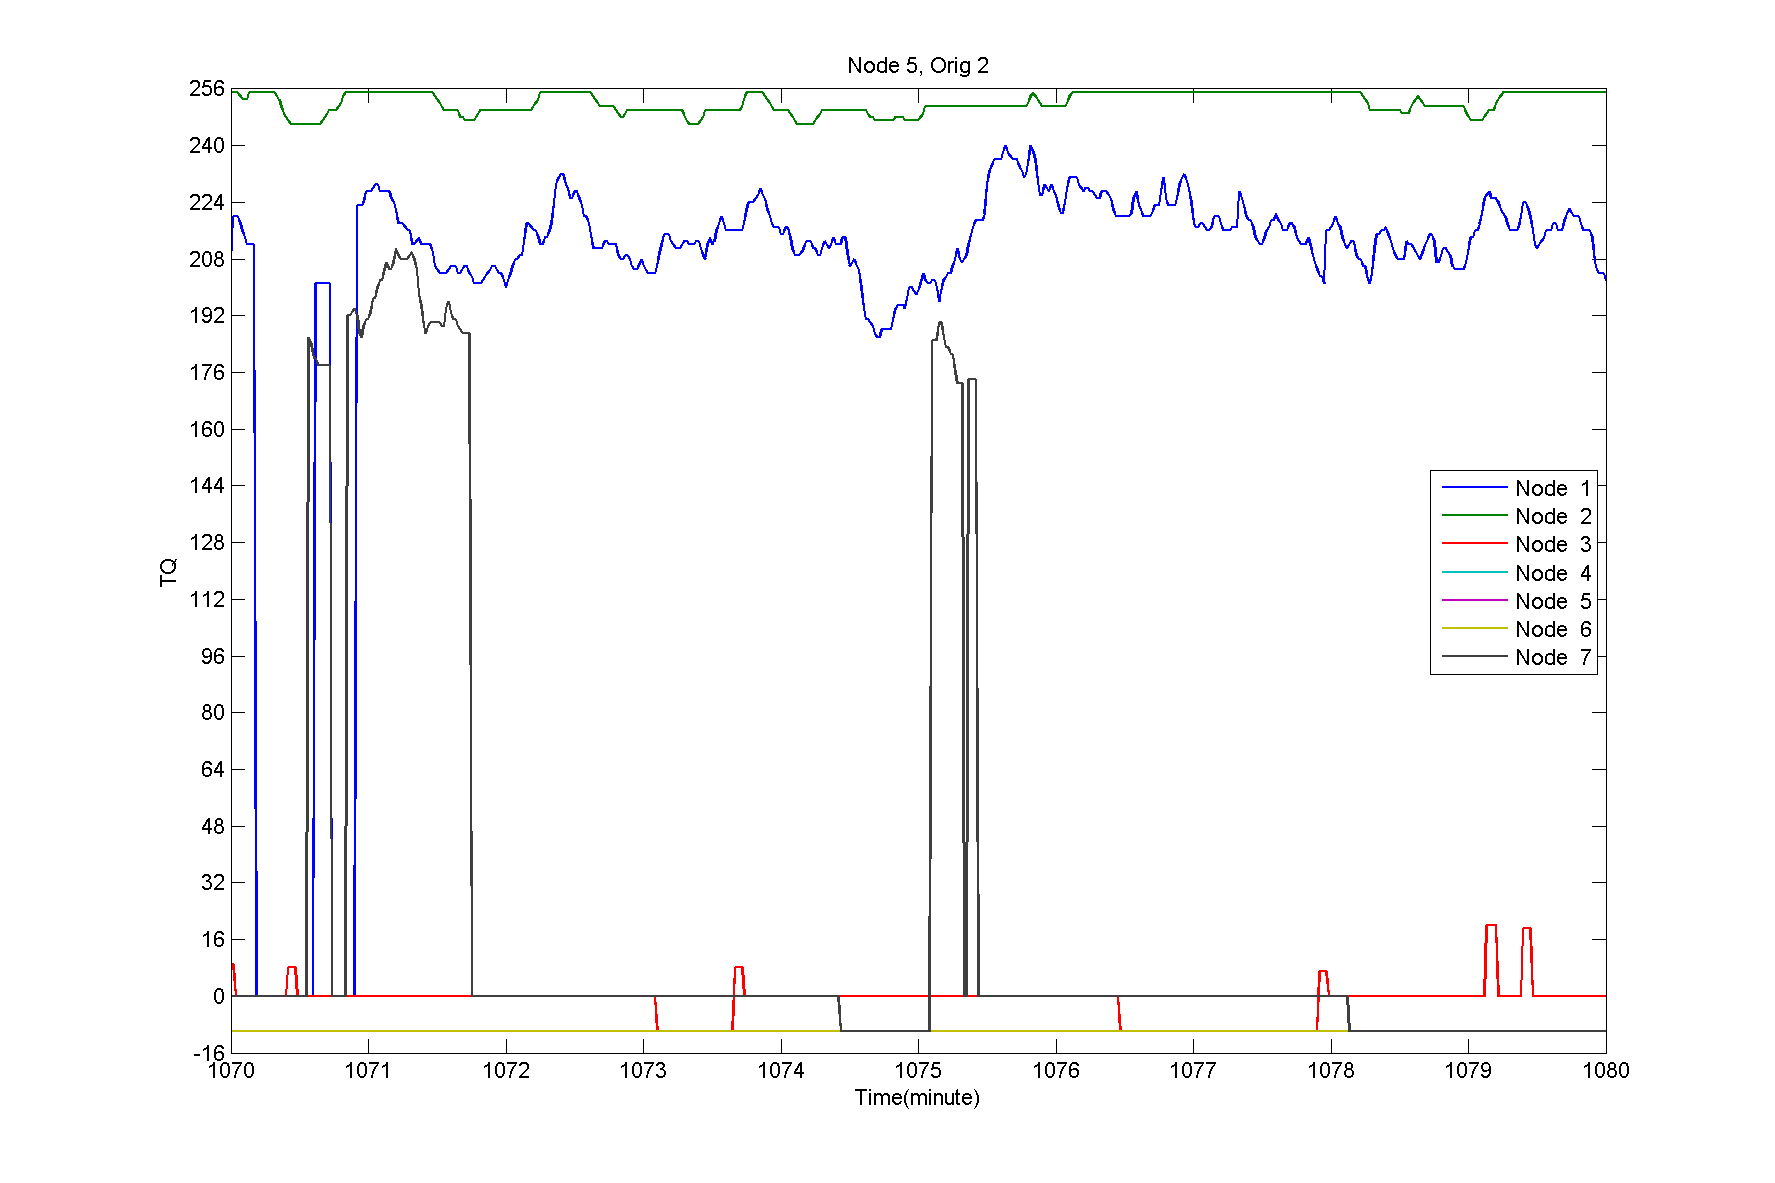 Node 5, Orig 2
256
240
224
208
192
176
160
144
128
112
96
80
64
48
32
16
0
-16
TQ
Node 1
Node 2
Node 3
Node 4
Node 5
Node 6
Node 7
1070 1071 1072 1073 1074 1075 1076 1077 1078 1079 1080
Time(minute)